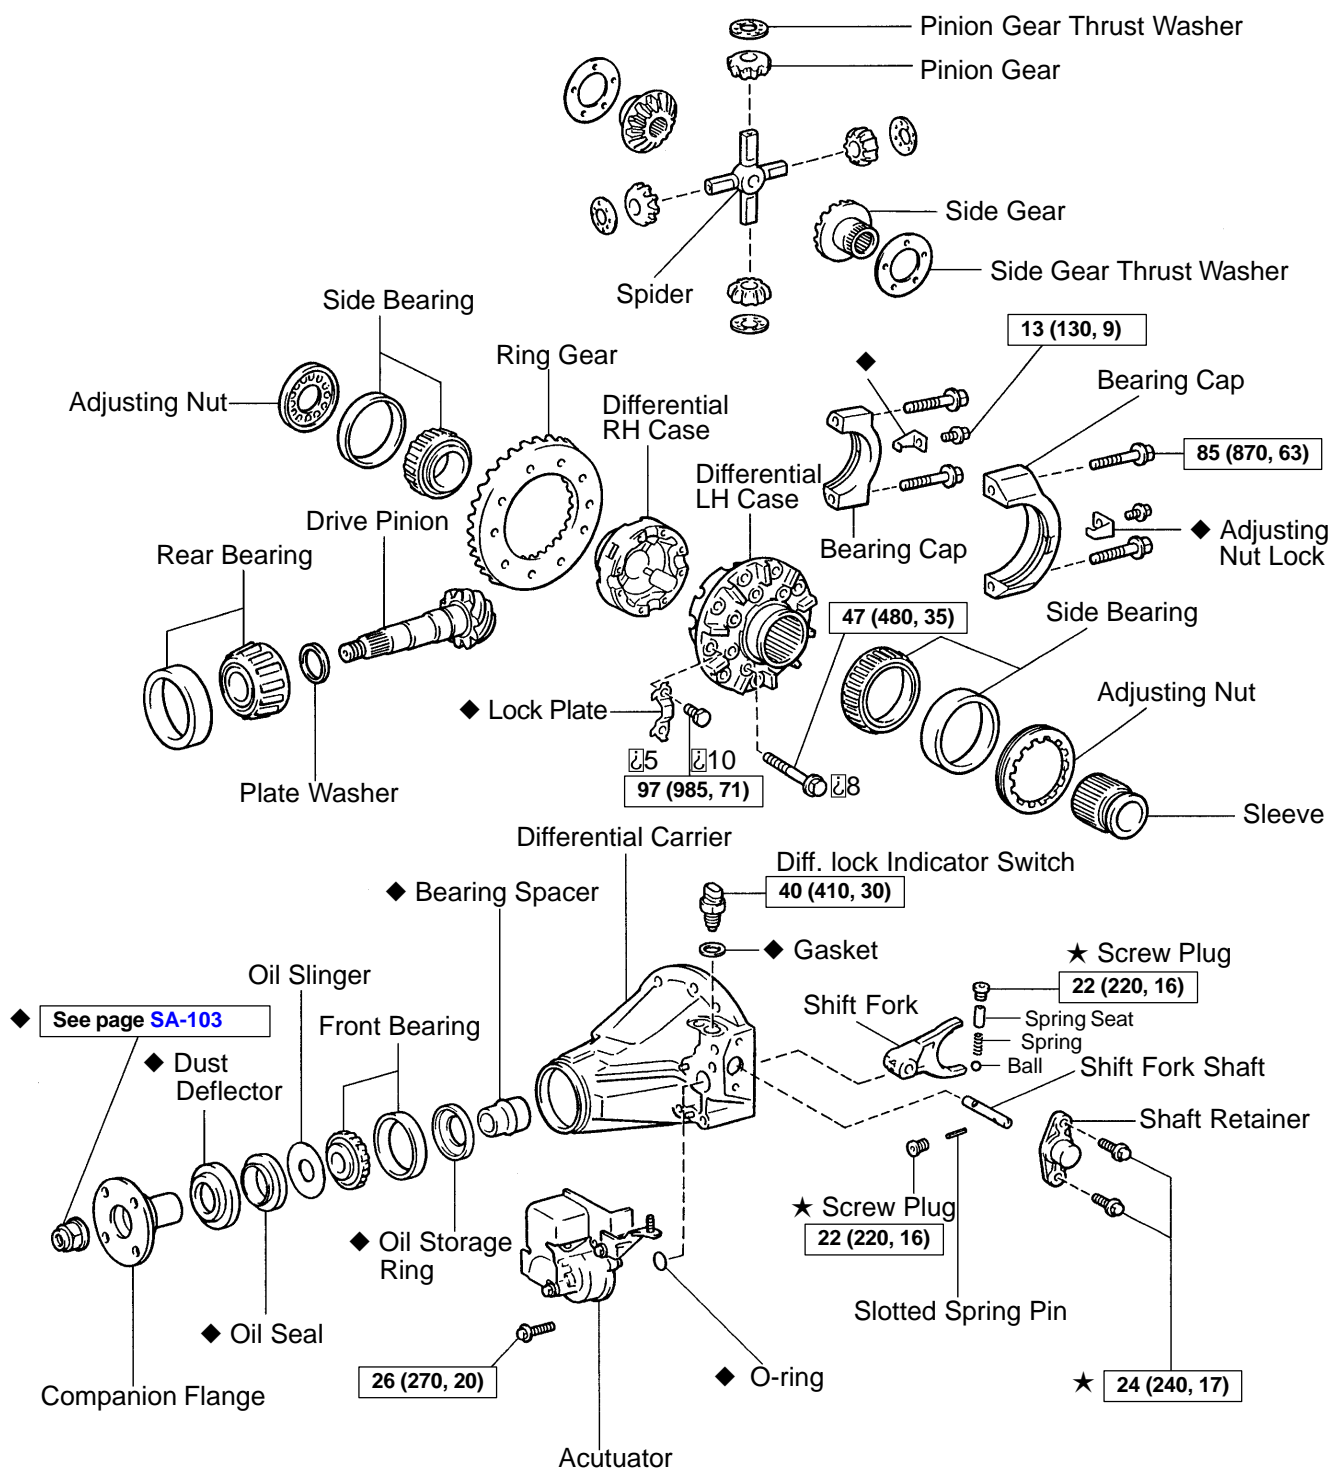 Pinion Gear Thrust Washer
Pinion Gear
Side Gear
Side Gear Thrust Washer
Spider
Side Bearing
13 (130, 9)
Ring Gear
◆
Bearing Cap
Adjusting Nut
Differential
RH Case
85 (870, 63)
Differential
LH Case
Drive Pinion
Bearing Cap
◆ Adjusting
Nut Lock
Rear Bearing
47 (480, 35)
Side Bearing
Adjusting Nut
◆ Lock Plate
¿5
¿10
¿8
97 (985, 71)
Plate Washer
Sleeve
Differential Carrier
Diff. lock Indicator Switch
40 (410, 30)
◆ Bearing Spacer
◆ Gasket
★ Screw Plug
22 (220, 16)
Oil Slinger
Shift Fork
Spring Seat
Spring
Ball
◆ See page SA-103
Front Bearing
◆ Dust
Deflector
Shift Fork Shaft
Shaft Retainer
★ Screw Plug
22 (220, 16)
◆ Oil Storage
Ring
Slotted Spring Pin
◆ Oil Seal
26 (270, 20)
◆ O-ring
★ 24 (240, 17)
Companion Flange
Acutuator